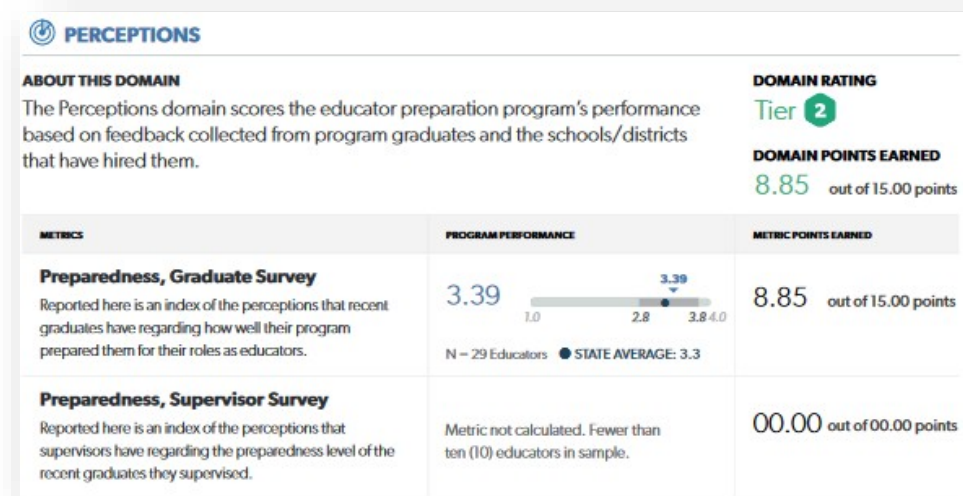 PERCEPTIONS
ABOUT THIS DOMAIN
The Perceptions domain scores the educator preparation program's performance
based on feedback collected from program graduates and the schools/districts
that have hired them.
DOMAIN RATING
Tier 2
DOMAIN POINTS EARNED
8.85 out of 15.00 points
METRICS PROGRAM PERFORMANCE METRIC POINTS EARNED
Preparedness, Graduate Survey
Reported here is an index of the perceptions that recent
graduates have regarding how well their program
prepared them for their roles as educators.
3.39
3.39
1.0 2.8 3.8 4.0
N = 29 Educators STATE AVERAGE: 3.3
8.85 out of 15.00 points
Preparedness, Supervisor Survey
Reported here is an index of the perceptions that
supervisors have regarding the preparedness level of the
recent graduates they supervised.
Metric not calculated. Fewer than
ten (10) educators in sample.
00.00 out of 00.00 points